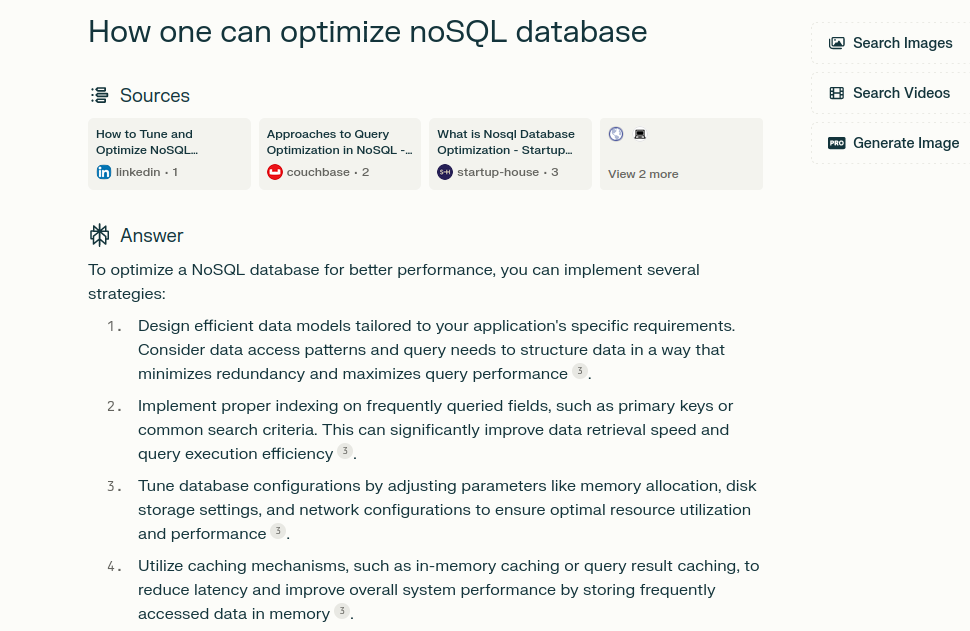 How one can optimize noSQL database
Search Images
Search Videos
PRO Generate Image
Sources
How to Tune and
Optimize NoSQL…
in linkedin · 1
Approaches to Query
Optimization in NoSQL -…
couchbase · 2
What is Nosql Database
Optimization - Startup…
S-H startup-house · 3
View 2 more
Answer
To optimize a NoSQL database for better performance, you can implement several
strategies:
1. Design efficient data models tailored to your application's specific requirements.
Consider data access patterns and query needs to structure data in a way that
minimizes redundancy and maximizes query performance 3.
2. Implement proper indexing on frequently queried fields, such as primary keys or
common search criteria. This can significantly improve data retrieval speed and
query execution efficiency 3.
3. Tune database configurations by adjusting parameters like memory allocation, disk
storage settings, and network configurations to ensure optimal resource utilization
and performance 3.
4. Utilize caching mechanisms, such as in-memory caching or query result caching, to
reduce latency and improve overall system performance by storing frequently
accessed data in memory 3.